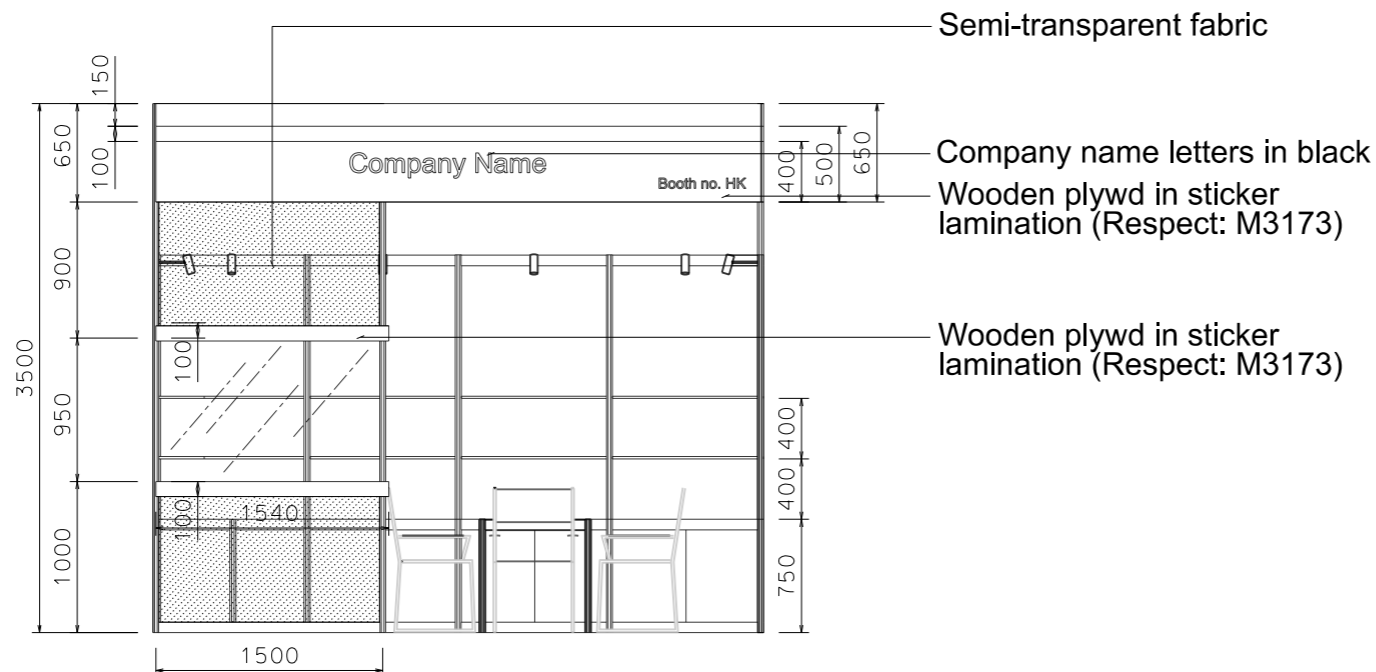 Semi-transparent fabric
150
650
100
Company Name
Booth no. HK
400
500
650
Company name letters in black
Wooden plywd in sticker
lamination (Respect: M3173)
900
100
Wooden plywd in sticker
lamination (Respect: M3173)
3500
950
400
400
100
1540
1000
750
1500